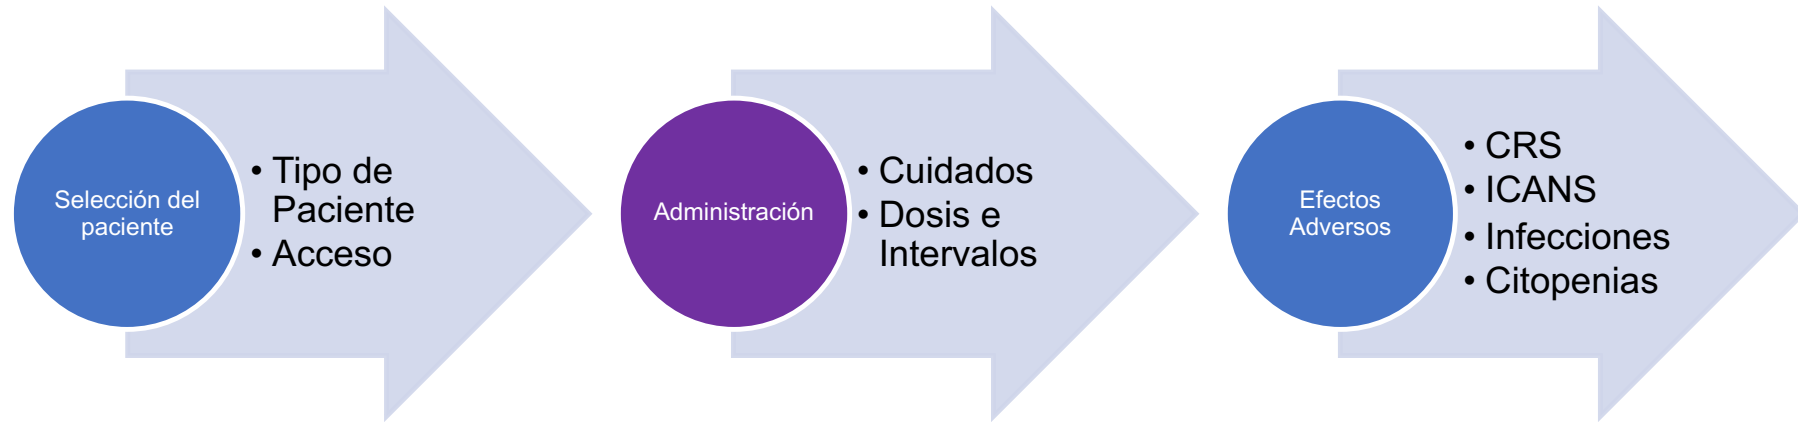 Selección del
paciente
• Tipo de
Paciente
• Acceso
Administración
• Cuidados
• Dosis e
Intervalos
Efectos
Adversos
• CRS
• ICANS
• Infecciones
• Citopenias